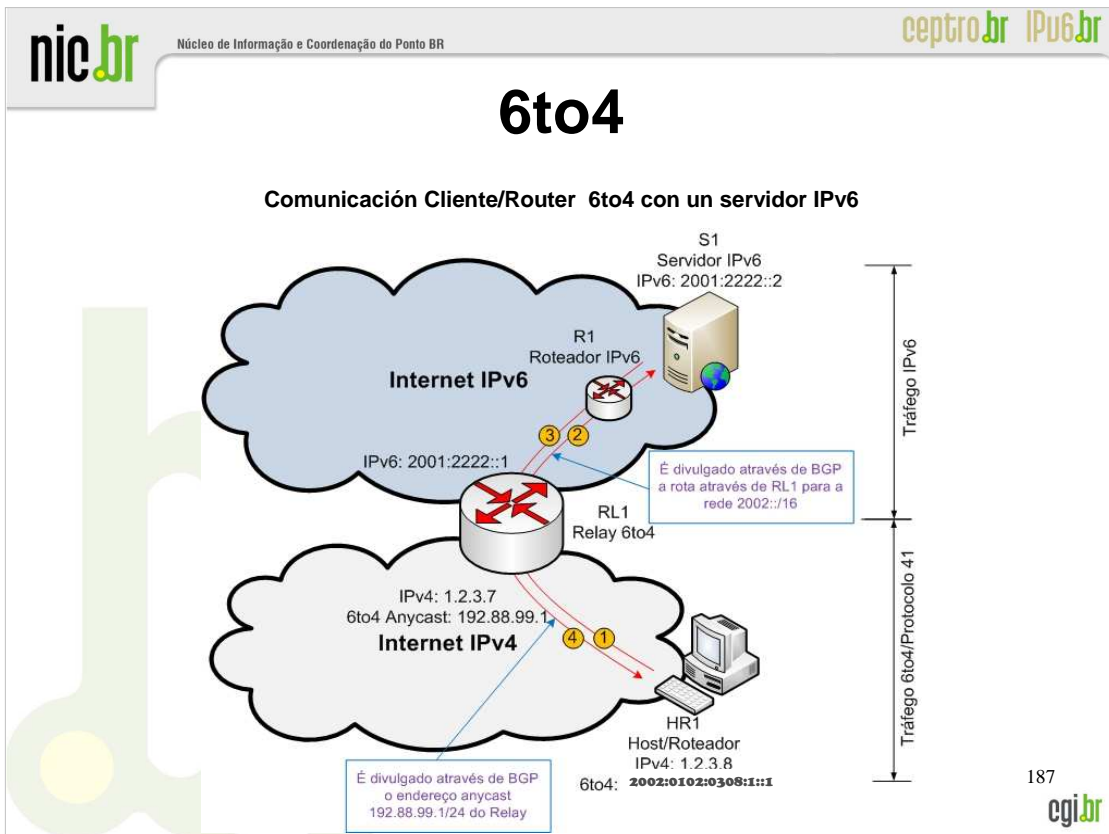 nic.br
Núcleo de Informação e Coordenação do Ponto BR
ceptro.br IPv6.br
6to4
Comunicación Cliente/Router 6to4 con un servidor IPv6
S1
Servidor IPv6
IPv6: 2001:2222::2
R1
Roteador IPv6
Internet IPv6
Tráfego IPv6
3 2
IPv6: 2001:2222::1
É divulgado através de BGP
a rota através de RL1 para a
rede 2002::/16
RL1
Relay 6to4
IPv4: 1.2.3.7
6to4 Anycast: 192.88.99.1
Internet IPv4
4 1
Tráfego 6to4/Protocolo 41
HR1
Host/Roteador
IPv4: 1.2.3.8
6to4: 2002:0102:0308:1::1
É divulgado através de BGP
o endereço anycast
192.88.99.1/24 do Relay
187
cgi.br